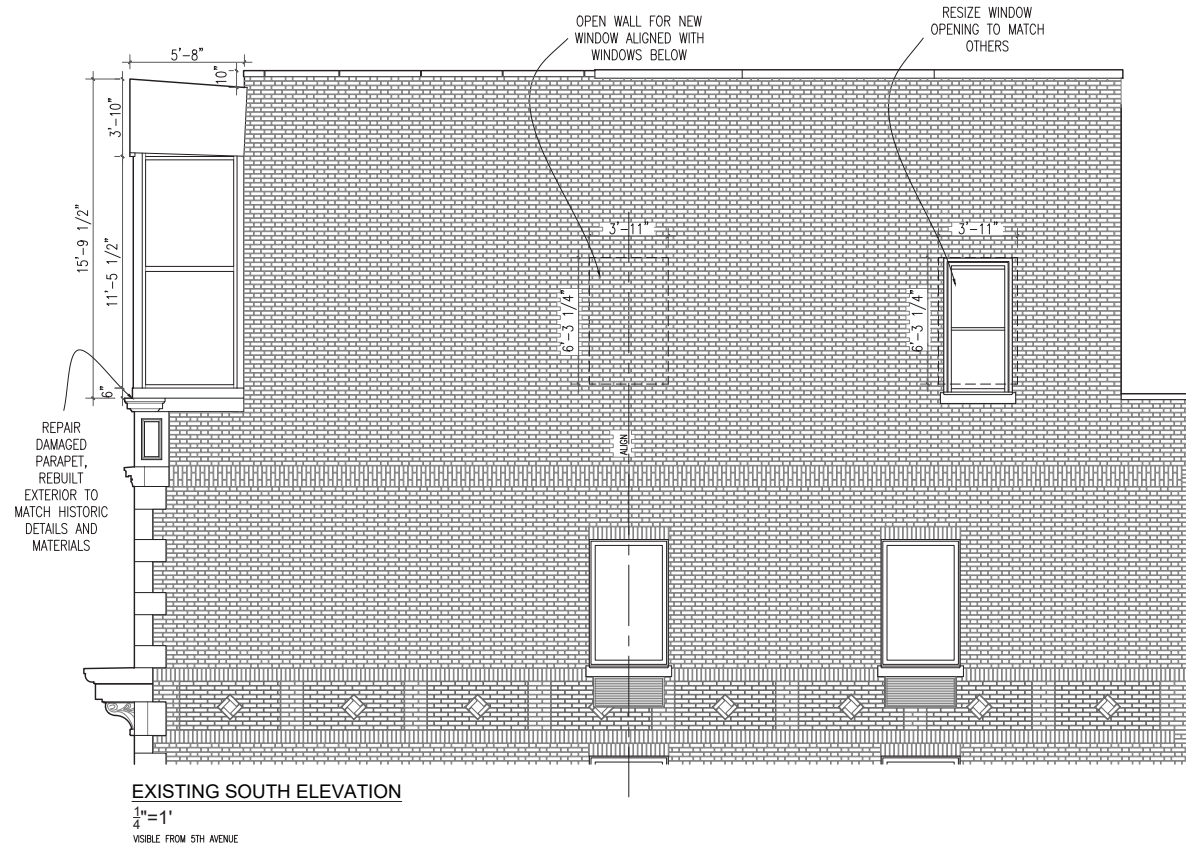 OPEN WALL FOR NEW
WINDOW ALIGNED WITH
WINDOWS BELOW
RESIZE WINDOW
OPENING TO MATCH
OTHERS
5'-8"
10"
3'-10"
15'-9 1/2"
11'-5 1/2"
6"
3'-11"
6'-3 1/4"
3'-11"
6'-3 1/4"
ALIGN
REPAIR
DAMAGED
PARAPET,
REBUILT
EXTERIOR TO
MATCH HISTORIC
DETAILS AND
MATERIALS
EXISTING SOUTH ELEVATION
1/4"=1'
VISIBLE FROM 5TH AVENUE